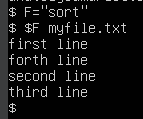 $ F="sort"
$ $F myfile.txt
first line
forth line
second line
third line
$